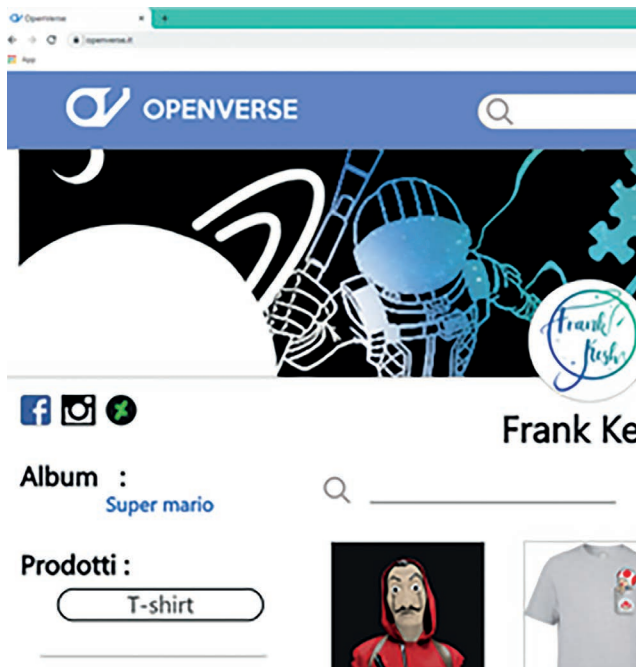 Openverse
openverse.it
App
OPENVERSE
Frank Kesh
Frank Ke
Album :
Super mario
Prodotti :
T-shirt